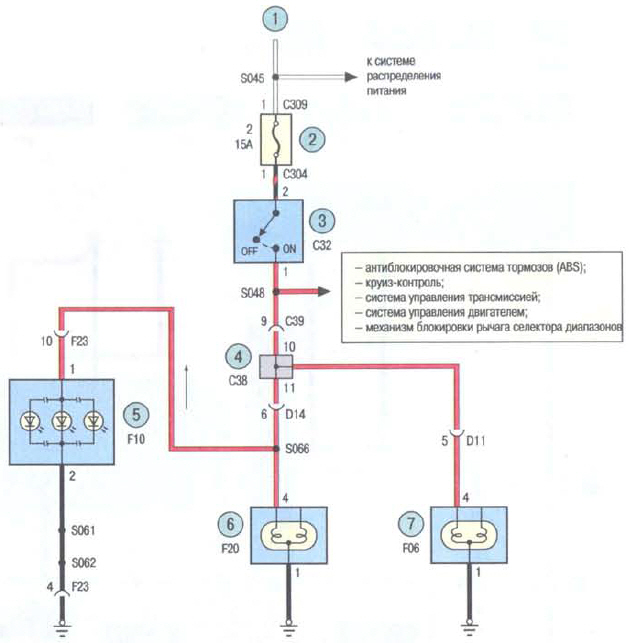 1
S045
к системе
распределения
питания
1 C309
2
15A
2
1 C304
2
3
OFF ON
C32
1
S048
– антиблокировочная система тормозов (ABS);
– круиз-контроль;
– система управления трансмиссией;
– система управления двигателем;
– механизм блокировки рычага селектора диапазонов
9 C39
10 F23
10
4
C38
11
1
6 D14
5
F10
5 D11
S066
2
4
4
6
F20
7
F06
S061
S062
4 F23
1
1